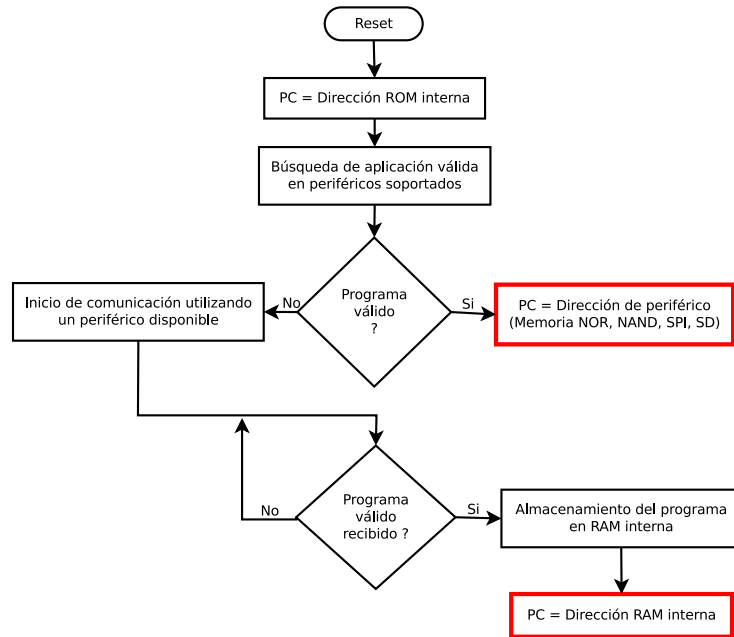 Reset
PC = Dirección ROM interna
Búsqueda de aplicación válida
en periféricos soportados
Programa
válido
?
No
Si
Inicio de comunicación utilizando
un periférico disponible
PC = Dirección de periférico
(Memoria NOR, NAND, SPI, SD)
Programa
válido
recibido ?
No
Si
Almacenamiento del programa
en RAM interna
PC = Dirección RAM interna